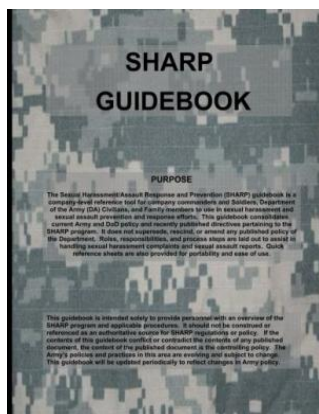 SHARP
GUIDEBOOK
PURPOSE
The Sexual Harassment/Assault Response and Prevention (SHARP) guidebook is a
company-level reference tool for company commanders and Soldiers, Department
of the Army (DA) Civilians, and Family members to use in sexual harassment and
sexual assault prevention and response efforts. This guidebook consolidates
current Army and DoD policy and recently published directives pertaining to the
SHARP program. It does not supersede, rescind, or amend any published policy of
the Department. Roles, responsibilities, and process steps are laid out to assist in
handling sexual harassment complaints and sexual assault reports. Quick
reference sheets are also provided for portability and ease of use.
This guidebook is intended solely to provide personnel with an overview of the
SHARP program and applicable procedures. It should not be construed or
referenced as an authoritative source for SHARP regulations or policy. If the
contents of this guidebook conflict or contradict the contents of any published
document, the content of the published document is the controlling policy. The
Army's policies and practices in this area are evolving and subject to change.
This guidebook will be updated periodically to reflect changes in Army policy.